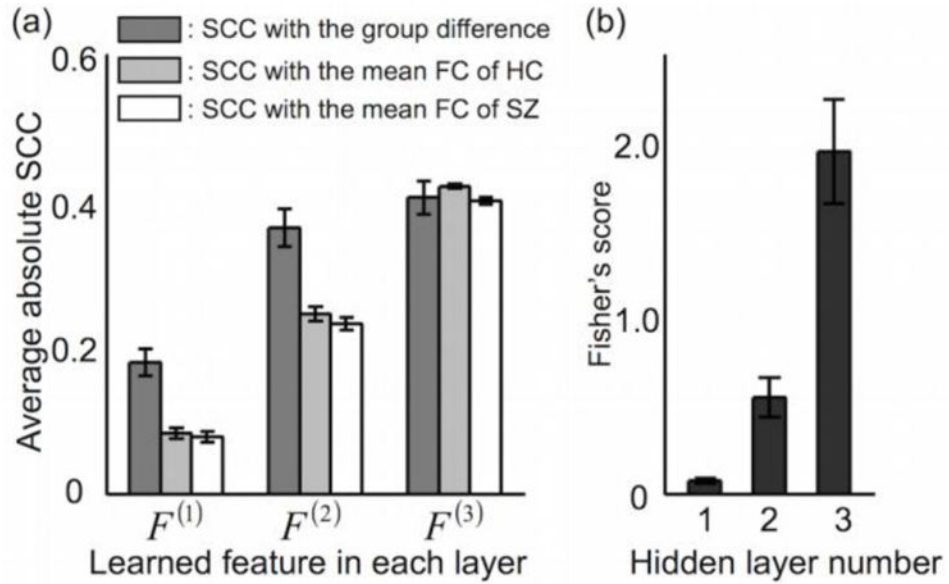 (a)
: SCC with the group difference
: SCC with the mean FC of HC
: SCC with the mean FC of SZ
Average absolute SCC
0.6
0.4
0.2
0
F(1)
F(2)
F(3)
Learned feature in each layer
(b)
Fisher's score
2.0
1.0
0
1 2 3
Hidden layer number